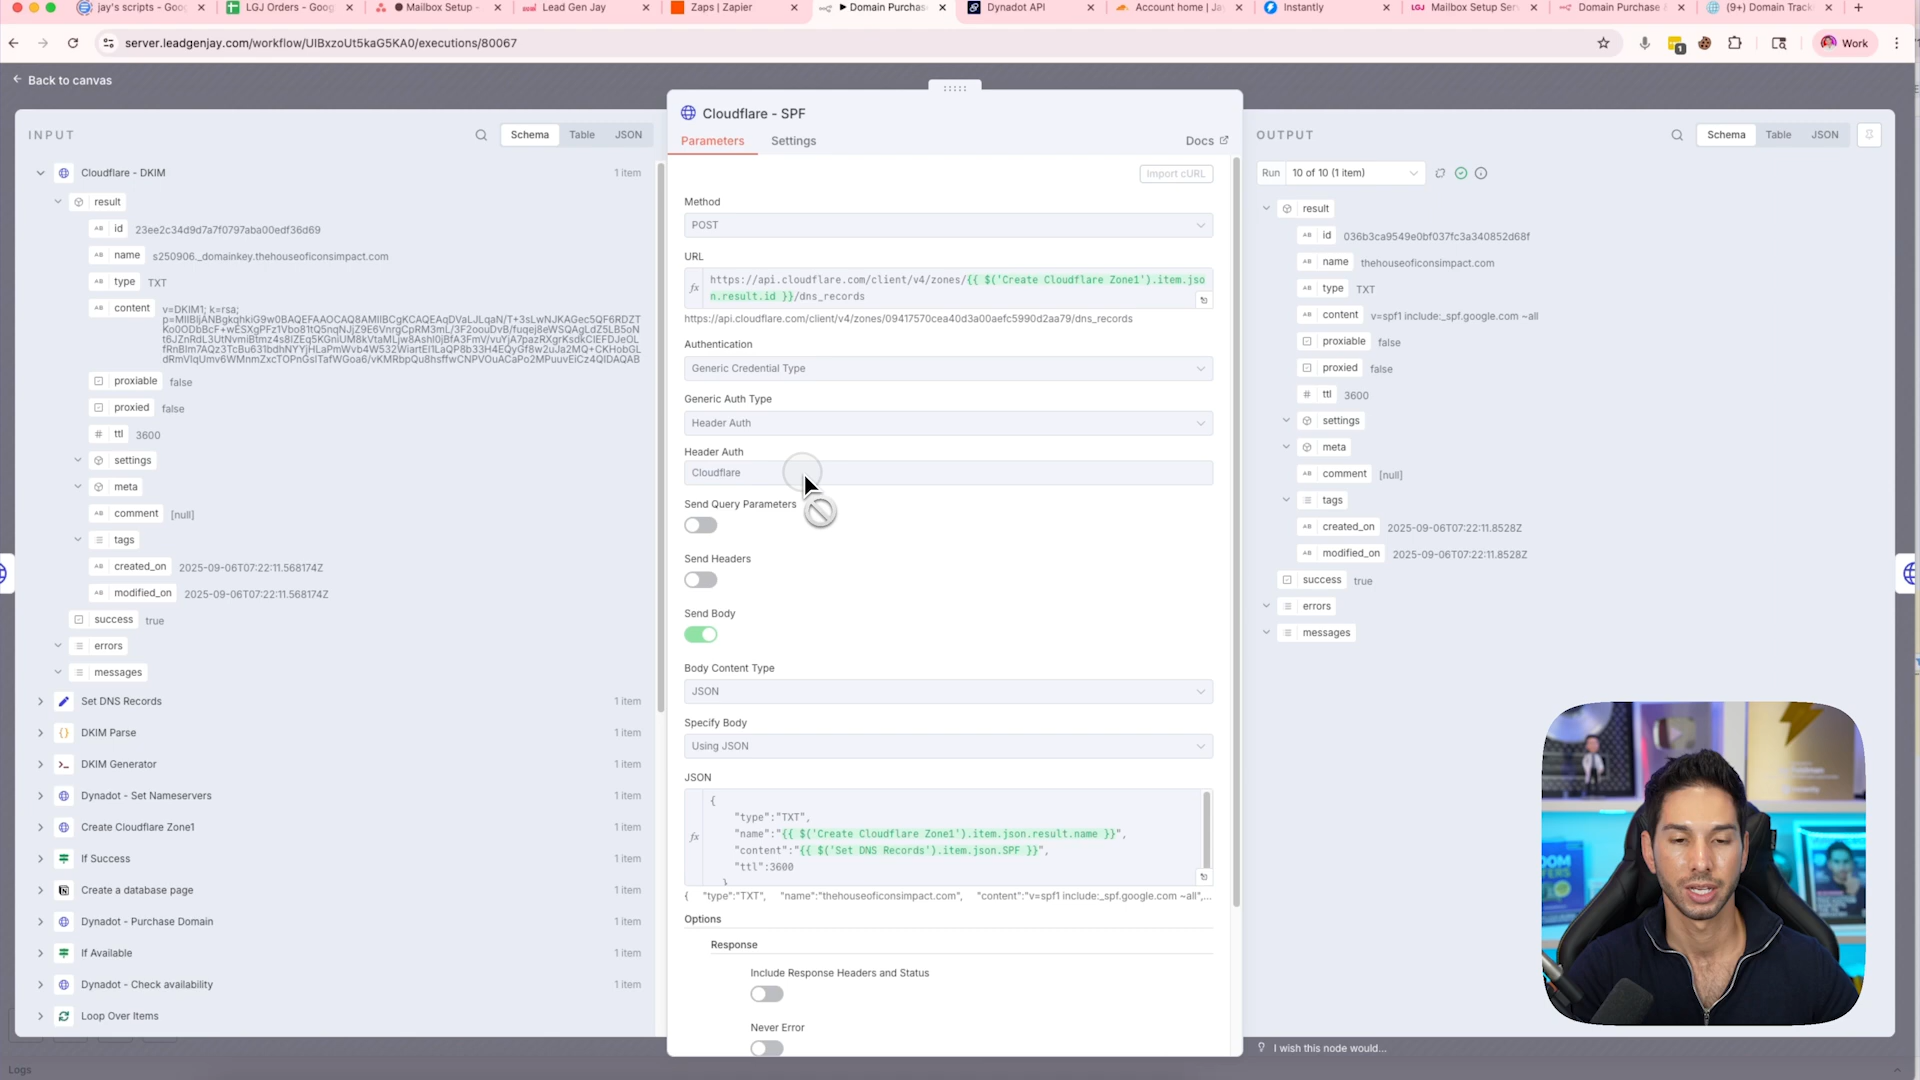 jay's scripts - Goog
LGJ Orders - Goog
Mailbox Setup -
Lead Gen Jay
Zaps | Zapier
Domain Purchas
Dynadot API
Account home | Ja
Instantly
LGJ Mailbox Setup Ser
Domain Purchase
(9+) Domain Track
server.leadgenjay.com/workflow/UIBxzoUt5kaG5KA0/executions/80067
1
Work
Back to canvas
INPUT
Schema
Table
JSON
Cloudflare - DKIM
1 item
result
id
23ee2c34d9d7a7f0797aba00edf36d69
name
s250906._domainkey.thehouseoficonsimpact.com
type
TXT
content
v=DKIM1; k=rsa;
proxiable
false
proxied
false
ttl
3600
settings
meta
comment
[null]
tags
created_on
2025-09-06T07:22:11.568174Z
modified_on
2025-09-06T07:22:11.568174Z
success
true
errors
messages
Set DNS Records
1 item
DKIM Parse
1 item
DKIM Generator
1 item
Dynadot - Set Nameservers
1 item
Create Cloudflare Zone1
1 item
If Success
1 item
Create a database page
1 item
Dynadot - Purchase Domain
1 item
If Available
1 item
Dynadot - Check availability
1 item
Loop Over Items
Logs
Cloudflare - SPF
Parameters
Settings
Docs
Import cURL
Method
POST
URL
fx
https://api.cloudflare.com/client/v4/zones/{{ $('Create Cloudflare Zone1').item.jso
n.result.id }}/dns_records
https://api.cloudflare.com/client/v4/zones/09417570cea40d3a00aefc5990d2aa79/dns_records
Authentication
Generic Credential Type
Generic Auth Type
Header Auth
Header Auth
Cloudflare
Send Query Parameters
Send Headers
Send Body
Body Content Type
JSON
Specify Body
Using JSON
JSON
fx
{
"type":"TXT",
"name":"{{ $('Create Cloudflare Zone1').item.json.result.name }}",
"content":"{{ $('Set DNS Records').item.json.SPF }}",
"ttl":3600
}
{ "type":"TXT", "name":"thehouseoficonsimpact.com", "content":"v=spf1 include:_spf.google.com ~all",...
Options
Response
Include Response Headers and Status
Never Error
OUTPUT
Schema
Table
JSON
Run
10 of 10 (1 item)
result
id
036b3ca9549e0bf037fc3a340852d68f
name
thehouseoficonsimpact.com
type
TXT
content
v=spf1 include:_spf.google.com ~all
proxiable
false
proxied
false
ttl
3600
settings
meta
comment
[null]
tags
created_on
2025-09-06T07:22:11.8528Z
modified_on
2025-09-06T07:22:11.8528Z
success
true
errors
messages
I wish this node would...